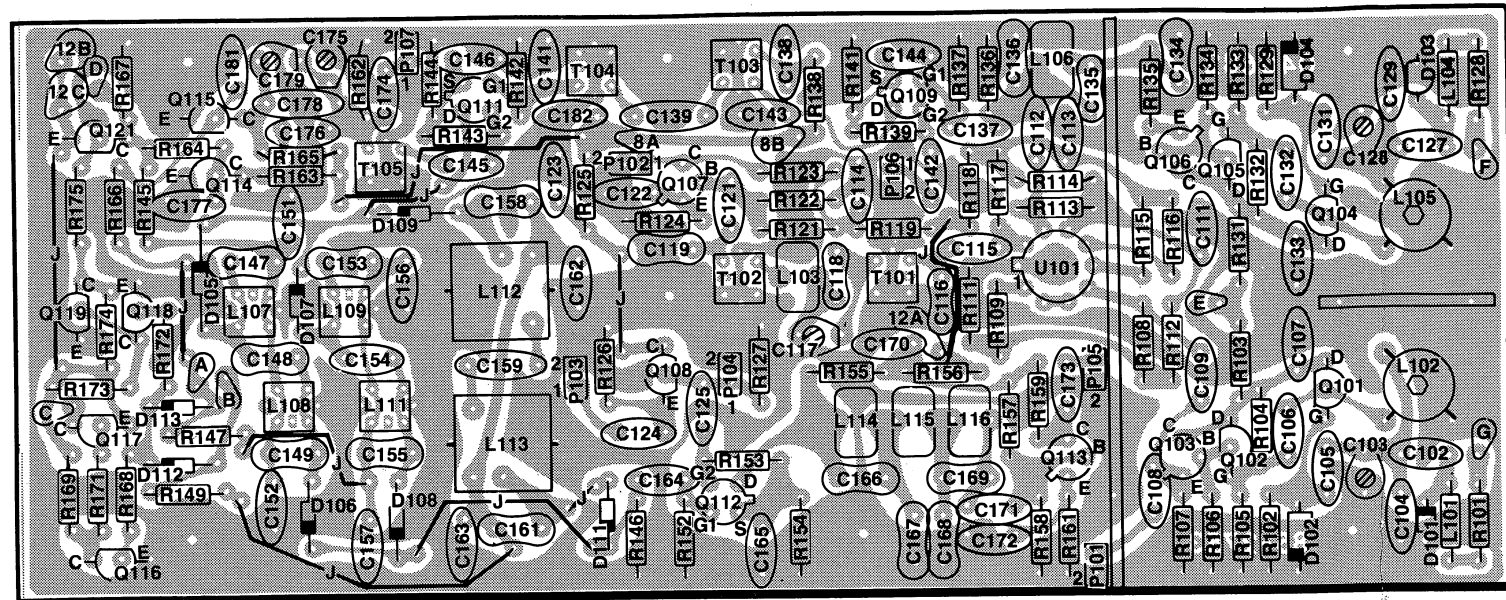 12B
D
12C
R167
C181
C179
C175
R162
C174
2
P107
R144
C146
S
G1
Q111
D
G2
R142
R143
C141
T104
C182
C139
T103
C138
C143
R138
R141
C144
S
G1
Q109
D
G2
R139
R137
R136
C136
L106
C135
C137
C112
C113
R135
C134
R134
R133
R129
D104
C129
D103
L104
R128
C131
C128
C127
F
E
Q121
C
Q115
E
C
C178
C176
R164
R165
R163
E
Q114
C
T105
J
C145
J
C123
8A
2
P102
1
R125
C122
C
B
Q107
E
R124
C119
C121
8B
R123
R122
R121
C114
P106
1
2
C142
R119
R118
R117
R114
R113
E
B
Q106
C
G
Q105
D
R132
C132
G
Q104
D
L105
R175
R166
R145
C177
C151
D109
C158
J
C147
C153
C156
D105
L107
D107
L109
L112
C162
J
T102
L103
C118
T101
J
C115
C116
12A
R111
R109
U101
1
R115
R116
C111
R131
C133
E
C
Q119
E
R174
E
Q118
C
R172
J
C148
C154
C159
2
P103
1
R126
C
Q108
E
2
P104
1
R127
C117
C170
R155
R156
C173
P105
2
R108
R112
C109
R103
C107
D
Q101
G
L102
R173
A
B
C
C
E
Q117
D113
R147
L108
L111
L113
C124
C125
L114
L115
L116
R157
R159
C
B
Q113
E
C
Q103
B
E
D
Q102
G
R104
C106
C105
C103
C102
G
J
C149
J
C155
D112
R149
R169
R171
R168
C152
D106
D108
C157
J
C163
C161
J
D111
R146
C164
R152
G2
G1
Q112
D
S
R153
C165
R154
C166
C169
C167
C168
C171
C172
R158
R161
P101
2
C108
R107
R106
R105
R102
D102
C104
D101
L101
R101
C
E
Q116
J